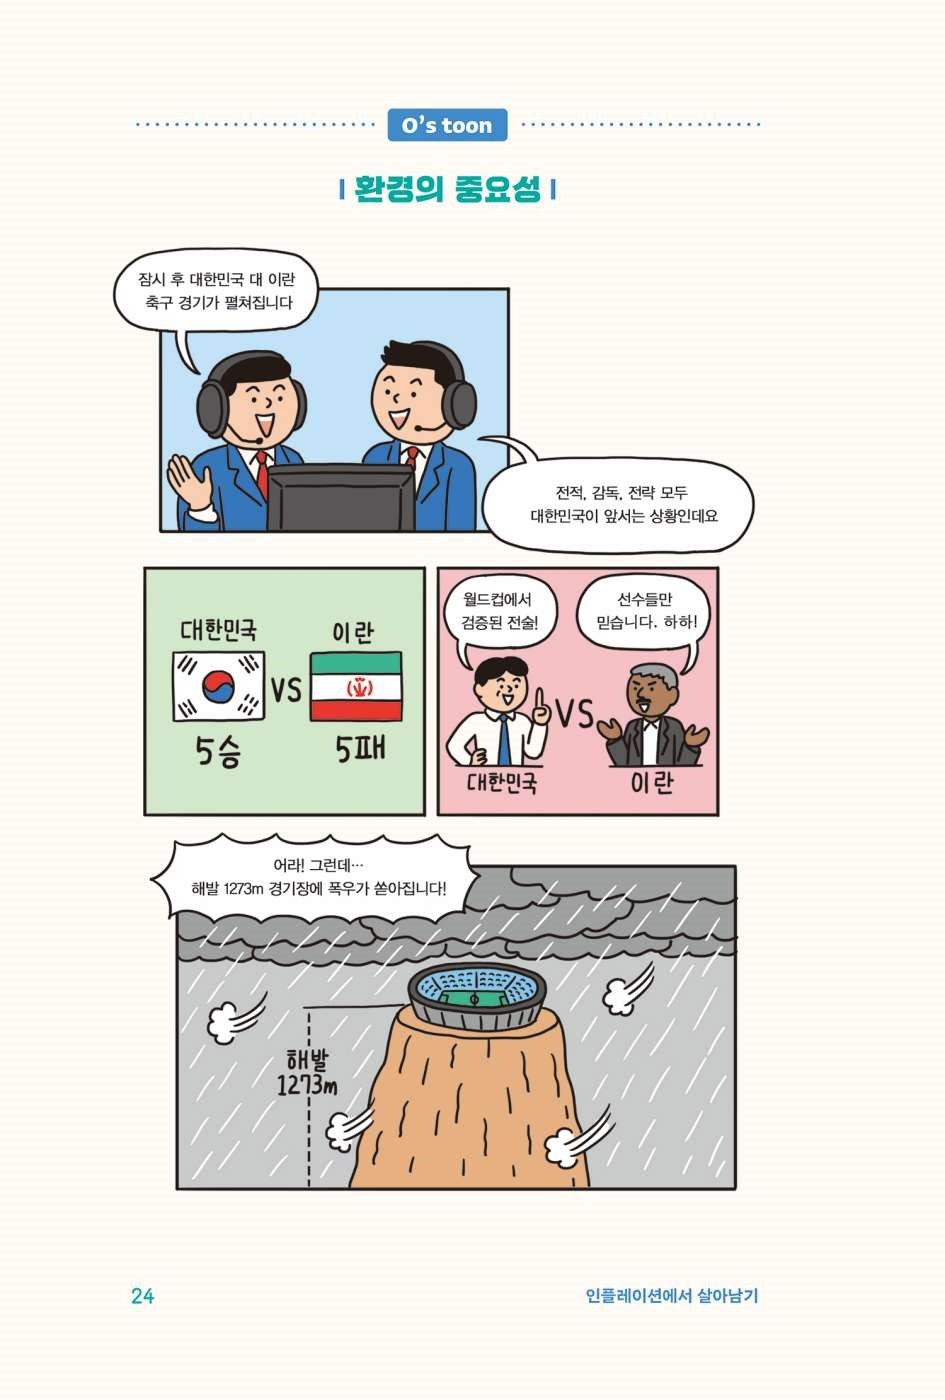 O's toon
환경의 중요성
잠시 후 대한민국 대 이란
축구 경기가 펼쳐집니다
전적, 감독, 전략 모두
대한민국이 앞서는 상황인데요
대한민국
VS
이란
5승
5패
월드컵에서
검증된 전술!
선수들만
믿습니다. 하하!
VS
대한민국
이란
어라! 그런데…
해발 1273m 경기장에 폭우가 쏟아집니다!
해발
1273m
24
인플레이션에서 살아남기